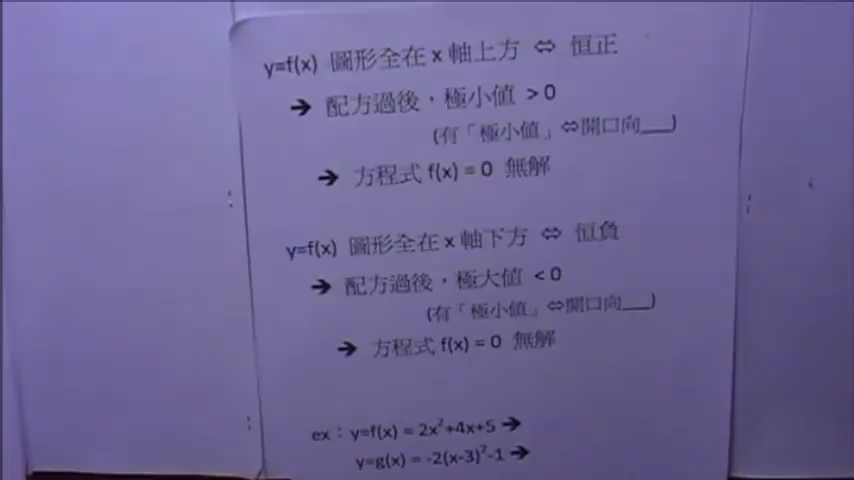 y=f(x) 圖形全在 x 軸上方 ⇔ 恒正
➔ 配方過後，極小值 > 0
(有「極小值」⇔開口向___)
➔ 方程式 f(x) = 0 無解
y=f(x) 圖形全在 x 軸下方 ⇔ 恒負
➔ 配方過後，極大值 < 0
(有「極小值」⇔開口向___)
➔ 方程式 f(x) = 0 無解
ex：y=f(x) = 2x²+4x+5 ➔
y=g(x) = -2(x-3)²-1 ➔